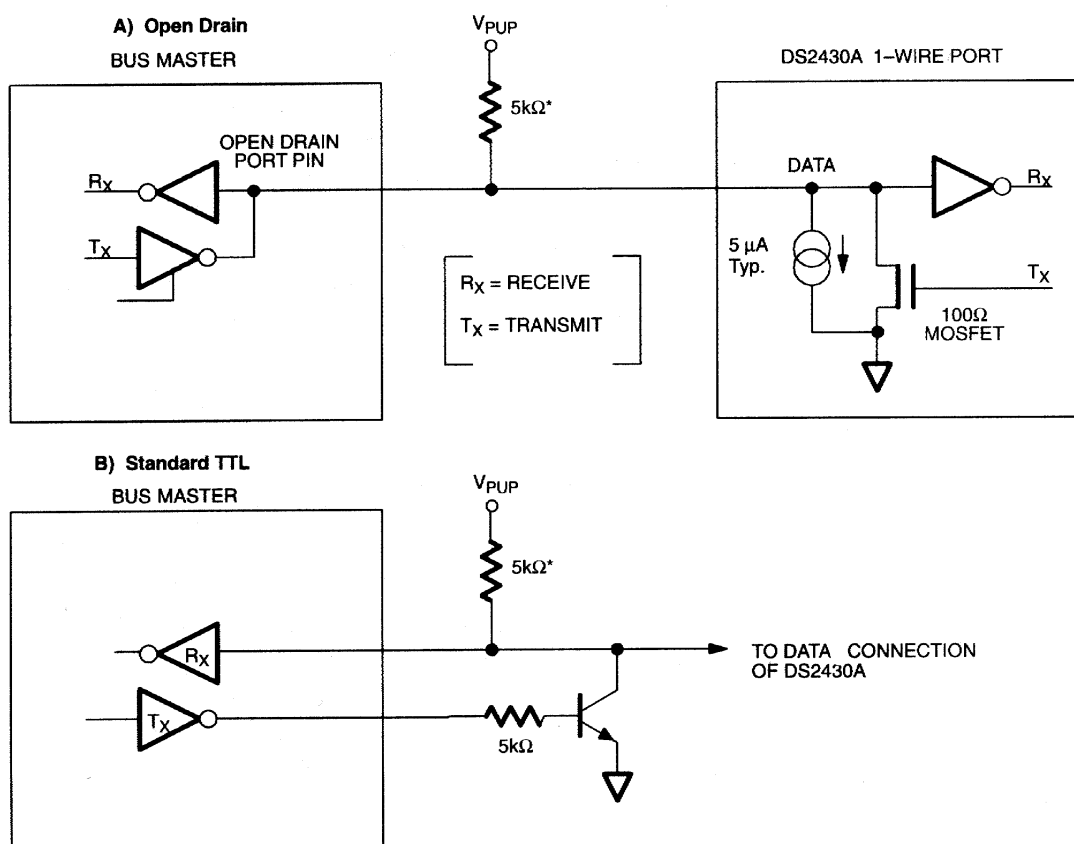 A) Open Drain
BUS MASTER
VPUP
5kΩ*
DS2430A 1–WIRE PORT
OPEN DRAIN
PORT PIN
RX
TX
DATA
RX
5 µA
Typ.
TX
100Ω
MOSFET
RX = RECEIVE
TX = TRANSMIT
B) Standard TTL
BUS MASTER
VPUP
5kΩ*
RX
TO DATA CONNECTION
OF DS2430A
TX
5kΩ